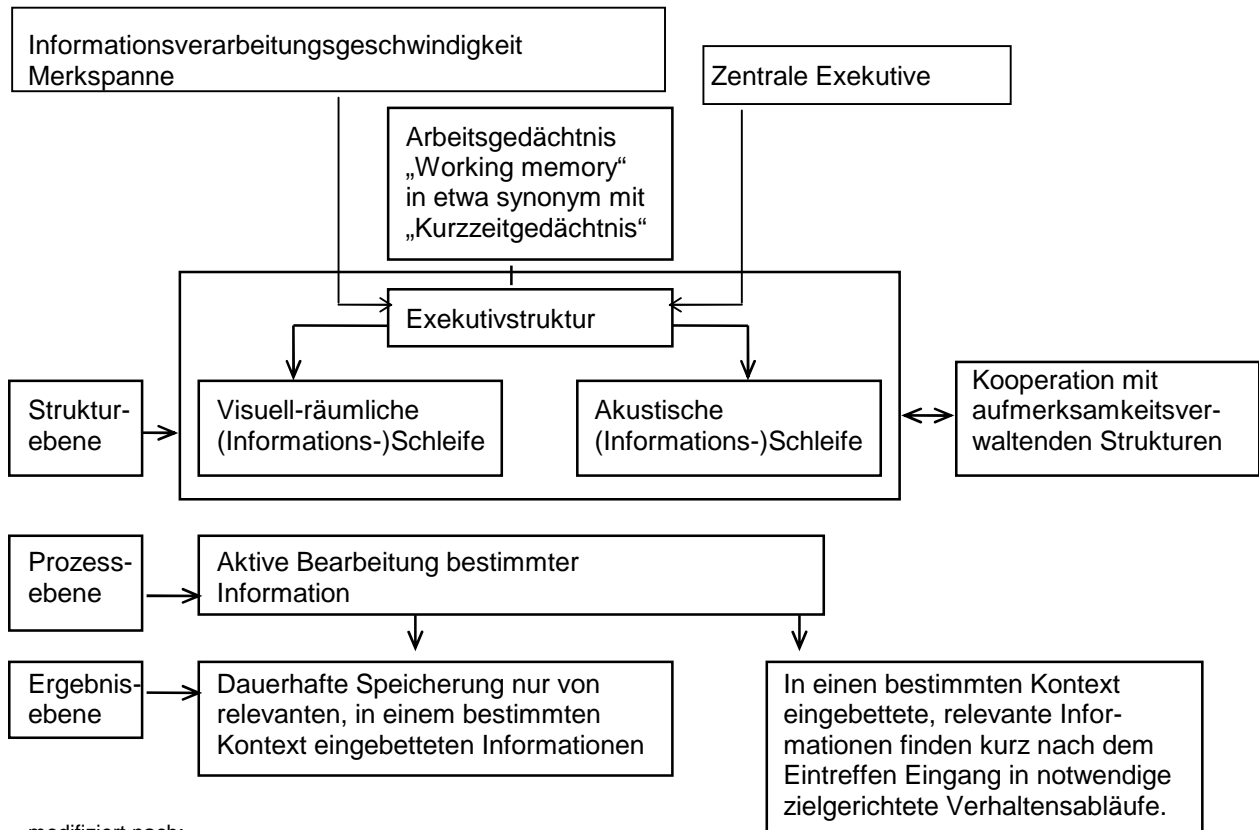 Informationsverarbeitungsgeschwindigkeit
Merkspanne
Zentrale Exekutive
Arbeitsgedächtnis
„Working memory“
in etwa synonym mit
„Kurzzeitgedächtnis“
Exekutivstruktur
Struktur-
ebene
Visuell-räumliche
(Informations-)Schleife
Akustische
(Informations-)Schleife
Kooperation mit
aufmerksamkeitsver-
waltenden Strukturen
Prozess-
ebene
Aktive Bearbeitung bestimmter
Information
Ergebnis-
ebene
Dauerhafte Speicherung nur von
relevanten, in einem bestimmten
Kontext eingebetteten Informationen
In einen bestimmten Kontext
eingebettete, relevante Infor-
mationen finden kurz nach dem
Eintreffen Eingang in notwendige
zielgerichtete Verhaltensabläufe.
modifiziert nach: